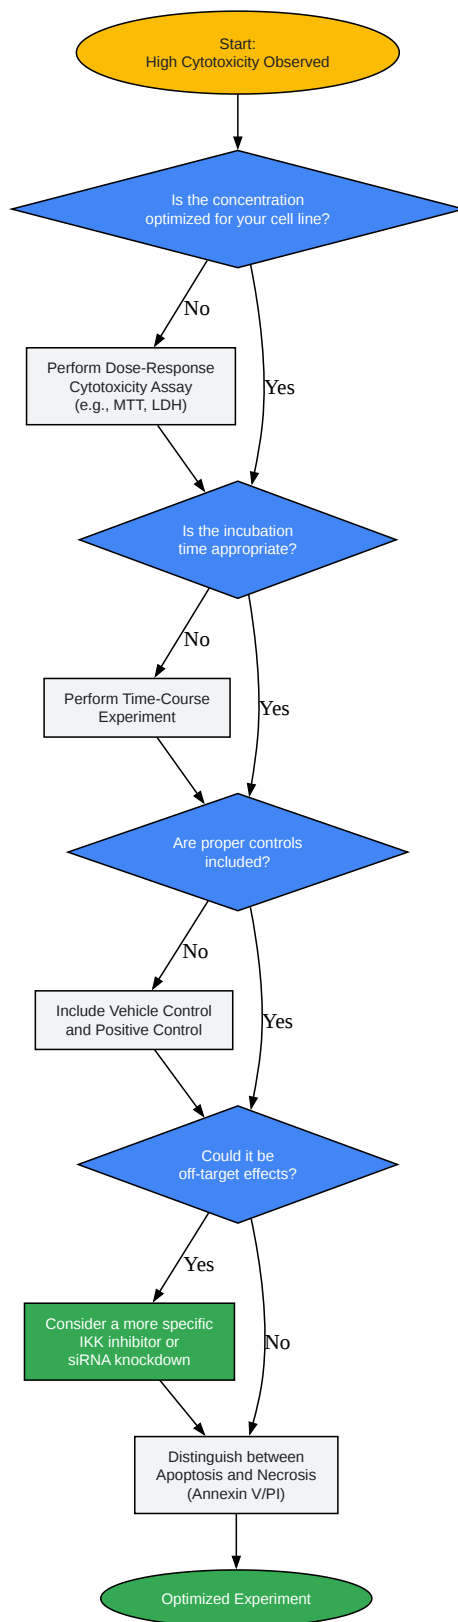 Start:
High Cytotoxicity Observed
Is the concentration
optimized for your cell line?
No
Perform Dose-Response
Cytotoxicity Assay
(e.g., MTT, LDH)
Yes
Is the incubation
time appropriate?
No
Perform Time-Course
Experiment
Yes
Are proper controls
included?
No
Include Vehicle Control
and Positive Control
Yes
Could it be
off-target effects?
Yes
Consider a more specific
IKK inhibitor or
siRNA knockdown
No
Distinguish between
Apoptosis and Necrosis
(Annexin V/PI)
Optimized Experiment